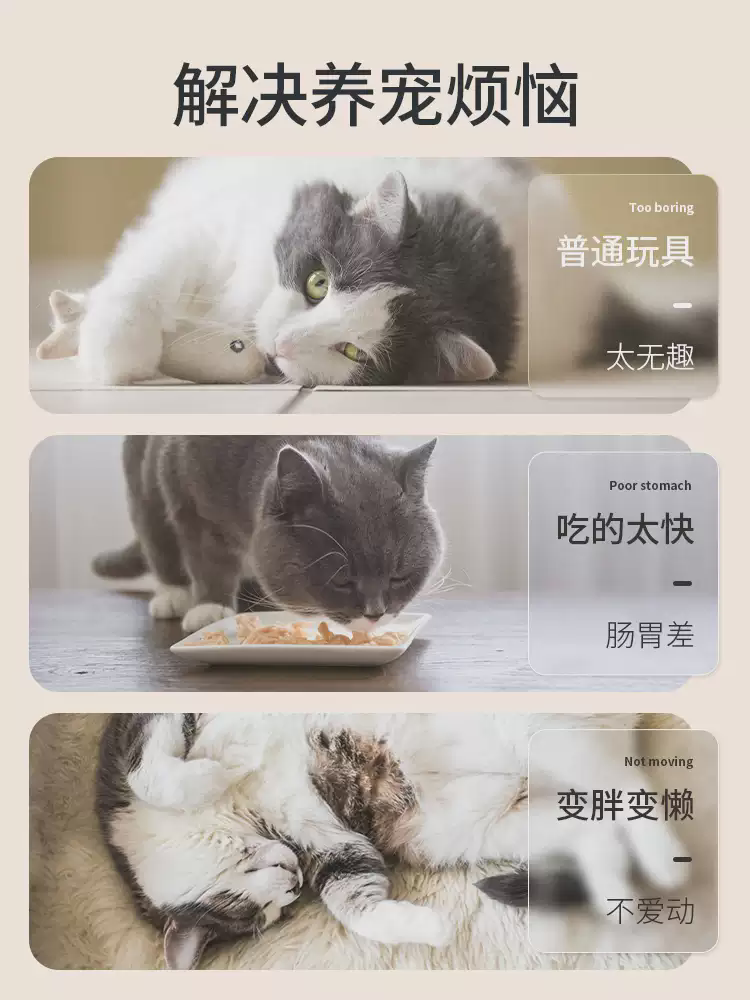 解决养宠烦恼
Too boring
普通玩具
太无趣
Poor stomach
吃的太快
肠胃差
Not moving
变胖变懒
不爱动